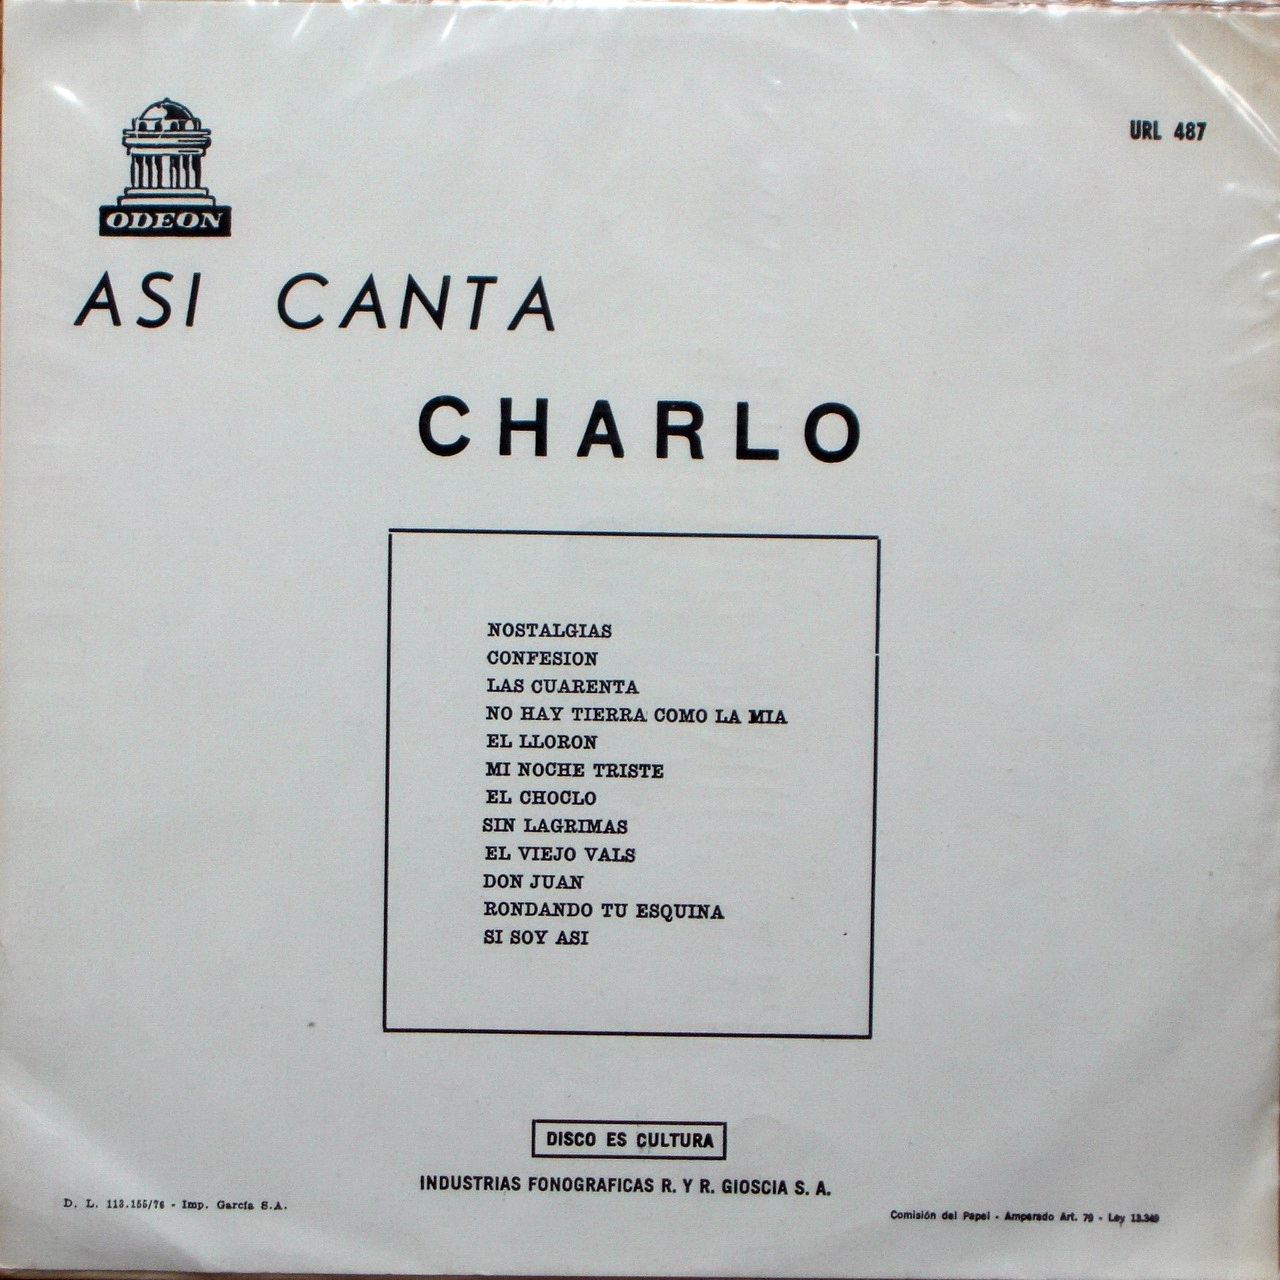 URL 487
ODEON
ASI CANTA
CHARLO
NOSTALGIAS
CONFESION
LAS CUARENTA
NO HAY TIERRA COMO LA MIA
EL LLORON
MI NOCHE TRISTE
EL CHOCLO
SIN LAGRIMAS
EL VIEJO VALS
DON JUAN
RONDANDO TU ESQUINA
SI SOY ASI
DISCO ES CULTURA
INDUSTRIAS FONOGRAFICAS R. Y R. GIOSCIA S. A.
D. L. 113.155/76 - Imp. García S.A.
Comisión del Papel - Amparado Art. 79 - Ley 13.349